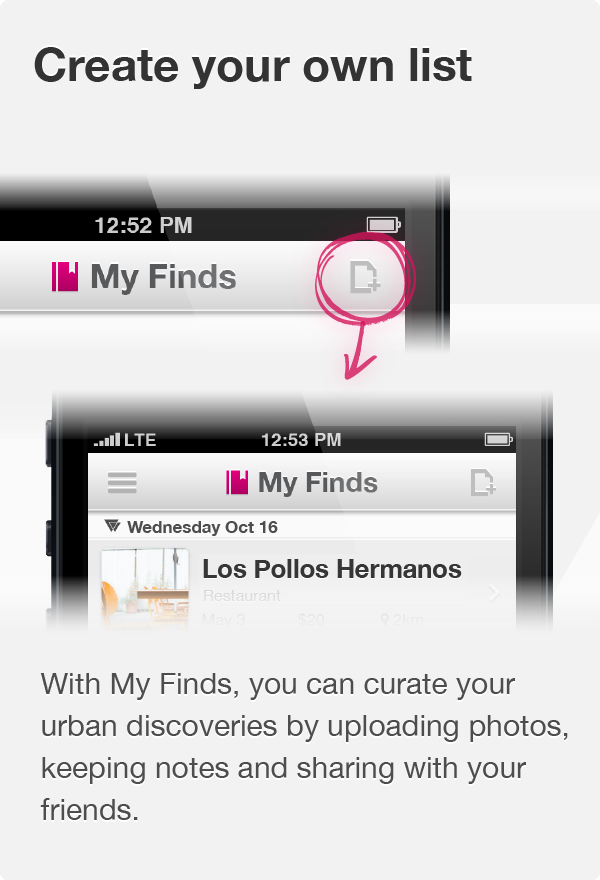 Create your own list
12:52 PM
My Finds
LTE 12:53 PM
My Finds
Wednesday Oct 16
Los Pollos Hermanos
Restaurant
May 3 $20 9.2km
With My Finds, you can curate your
urban discoveries by uploading photos,
keeping notes and sharing with your
friends.